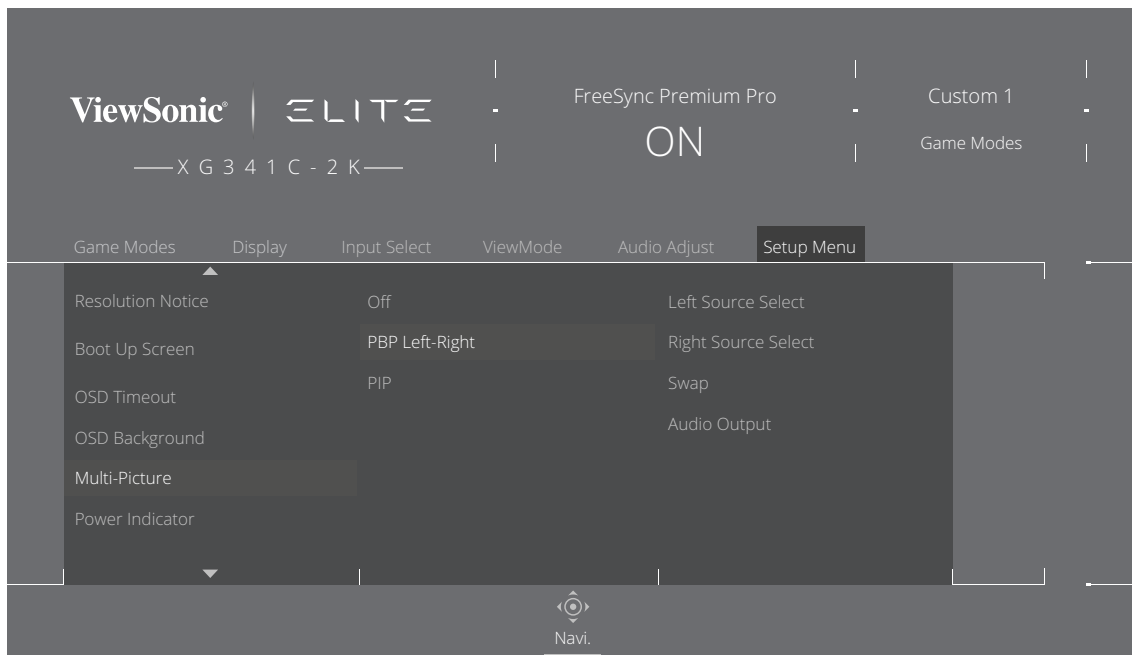 ViewSonic® ELITE
XG341C-2K
FreeSync Premium Pro
ON
Custom 1
Game Modes
Game Modes Display Input Select ViewMode Audio Adjust Setup Menu
Resolution Notice
Boot Up Screen
OSD Timeout
OSD Background
Multi-Picture
Power Indicator
Off
PBP Left-Right
PIP
Left Source Select
Right Source Select
Swap
Audio Output
Navi.